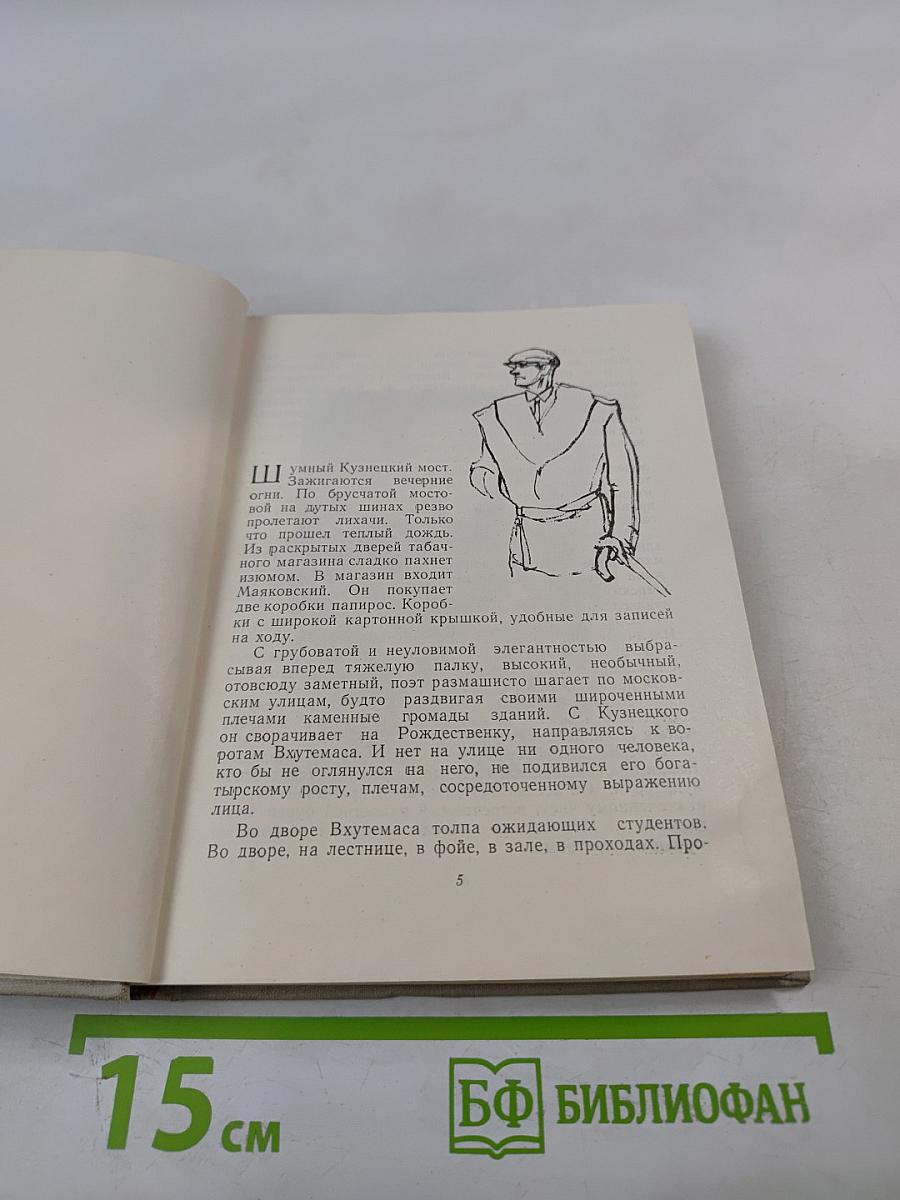 Шумный Кузнецкий мост.
Зажигаются вечерние
огни. По брусчатой мосто-
вой на дутых шинах резво
пролетают лихачи. Только
что прошел теплый дождь.
Из раскрытых дверей табач-
ного магазина сладко пахнет
изюмом. В магазин входит
Маяковский. Он покупает
две коробки папирос. Короб-
ки с широкой картонной крышкой, удобные для записей
на ходу.
С грубоватой и неуловимой элегантностью выбра-
сывая вперед тяжелую палку, высокий, необычный,
отовсюду заметный, поэт размашисто шагает по москов-
ским улицам, будто раздвигая своими широченными
плечами каменные громады зданий. С Кузнецкого
он сворачивает на Рождественку, направляясь к во-
ротам Вхутемаса. И нет на улице ни одного человека,
кто бы не оглянулся на него, не подивился его бога-
тырскому росту, плечам, сосредоточенному выражению
лица.
Во дворе Вхутемаса толпа ожидающих студентов.
Во дворе, на лестнице, в фойе, в зале, в проходах. Про-
5
15 см
БФ БИБЛИОФАН